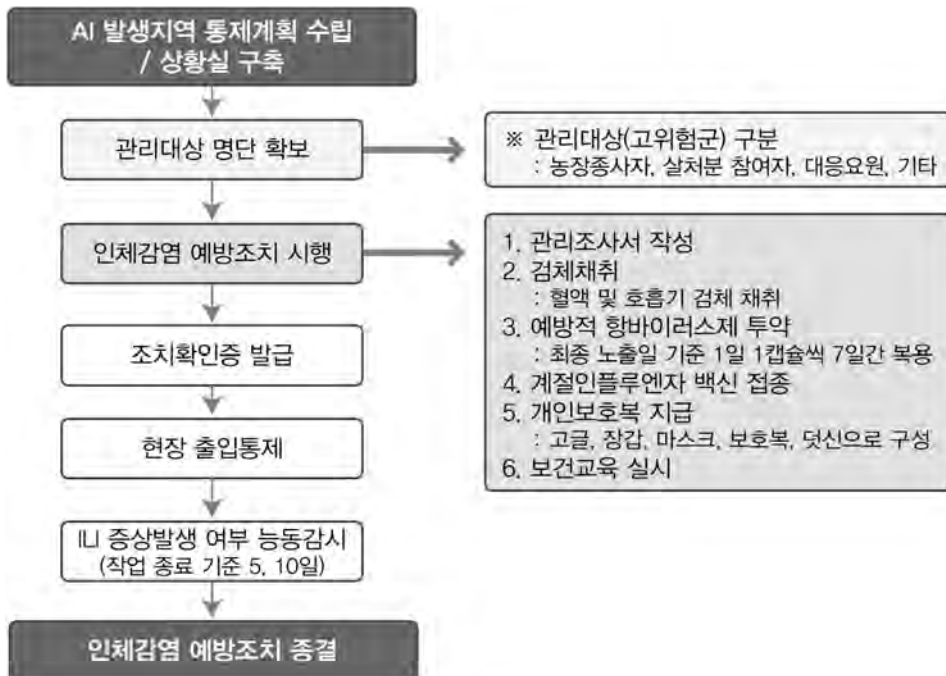 AI 발생지역 통제계획 수립
/ 상황실 구축
관리대상 명단 확보
※ 관리대상(고위험군) 구분
: 농장종사자, 살처분 참여자, 대응요원, 기타
인체감염 예방조치 시행
1. 관리조사서 작성
2. 검체채취
: 혈액 및 호흡기 검체 채취
3. 예방적 항바이러스제 투약
: 최종 노출일 기준 1일 1캡슐씩 7일간 복용
4. 계절인플루엔자 백신 접종
5. 개인보호복 지급
: 고글, 장갑, 마스크, 보호복, 덧신으로 구성
6. 보건교육 실시
조치확인증 발급
현장 출입통제
ILI 증상발생 여부 능동감시
(작업 종료 기준 5, 10일)
인체감염 예방조치 종결